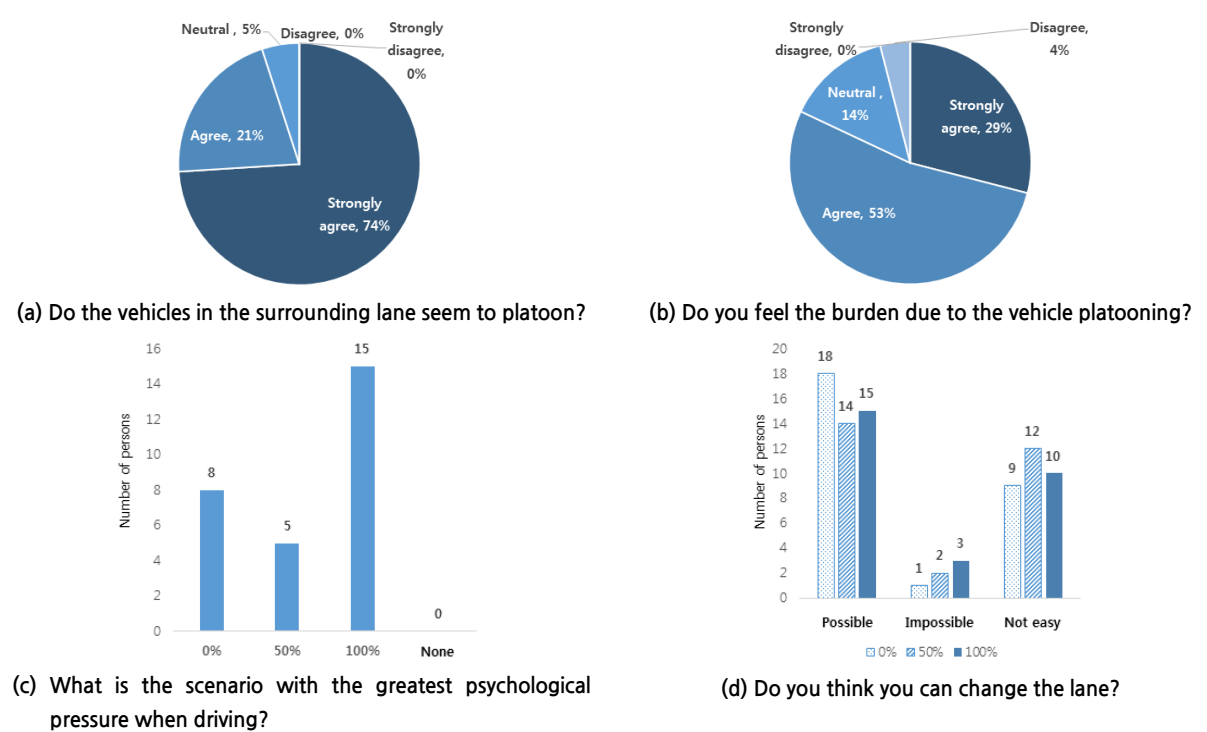 Neutral , 5%
Disagree, 0%
Strongly
disagree,
0%
Agree, 21%
Strongly
agree, 74%
(a) Do the vehicles in the surrounding lane seem to platoon?
Strongly
disagree, 0%
Disagree,
4%
Neutral ,
14%
Strongly
agree, 29%
Agree, 53%
(b) Do you feel the burden due to the vehicle platooning?
Number of persons
16
14
12
10
8
6
4
2
0
8
5
15
0
0%
50%
100%
None
(c) What is the scenario with the greatest psychological
pressure when driving?
Number of persons
20
18
16
14
12
10
8
6
4
2
0
18
14
15
1
2
3
9
12
10
Possible
Impossible
Not easy
0%
50%
100%
(d) Do you think you can change the lane?